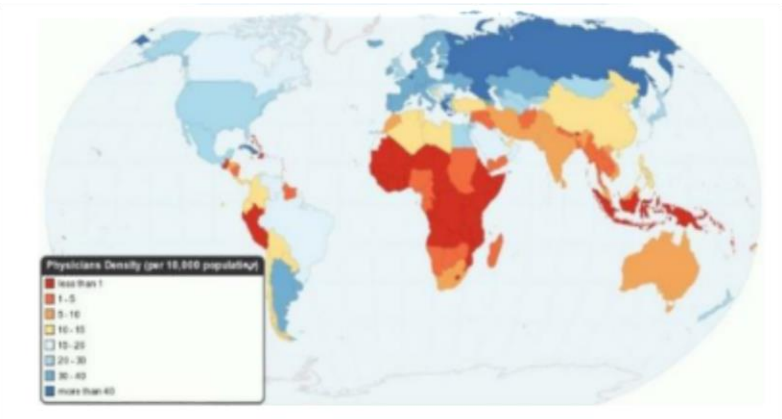 Physicians Density (per 10,000 population)
less than 1
1 - 5
5 - 10
10 - 15
15 - 20
20 - 30
30 - 40
more than 40